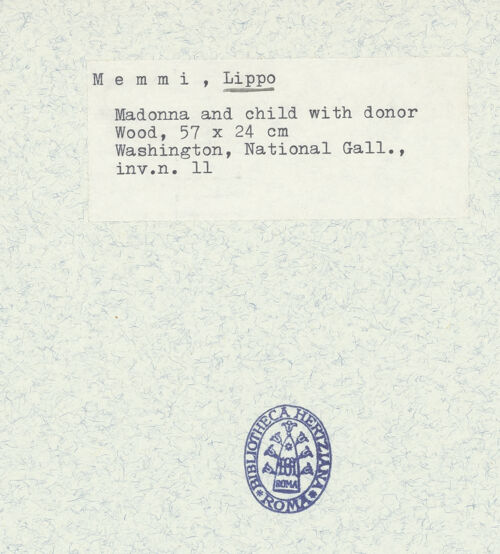 M e m m i , Lippo
Madonna and child with donor
Wood, 57 x 24 cm
Washington, National Gall.,
inv.n. 11
BIBLIOTHECA HERTZIANA
ROMA
ROMA